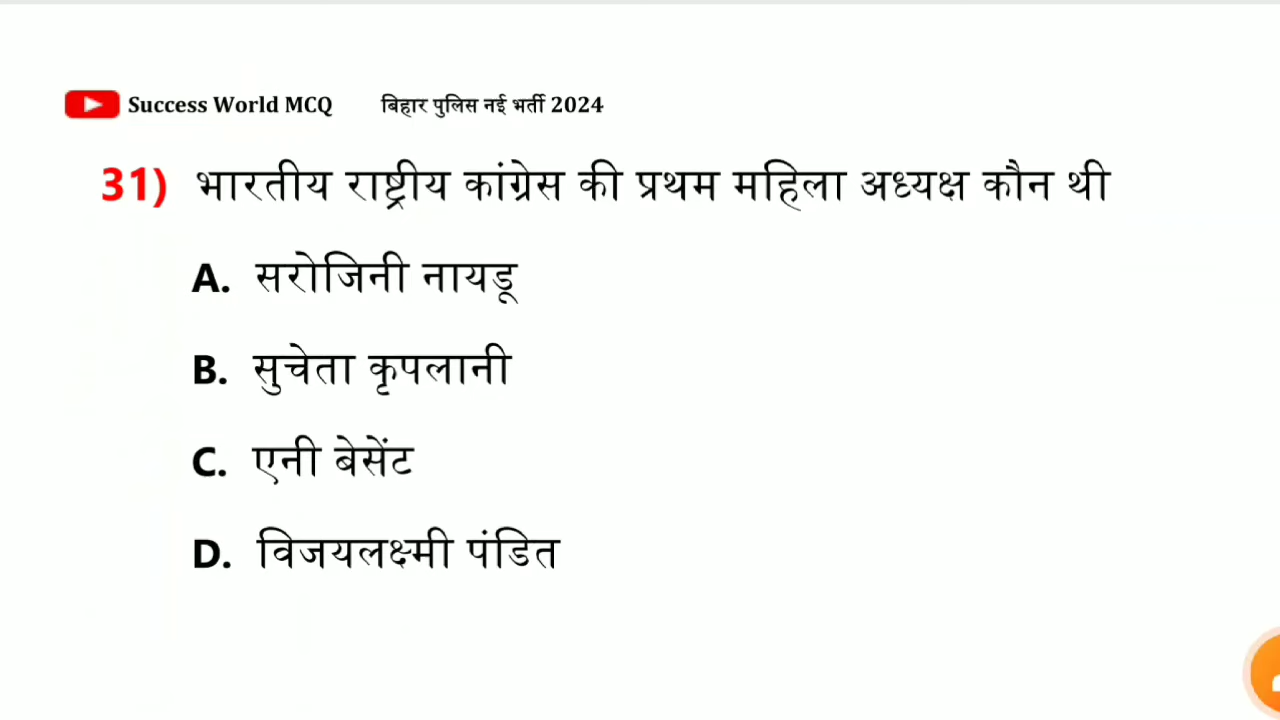 Success World MCQ बिहार पुलिस नई भर्ती 2024
31) भारतीय राष्ट्रीय कांग्रेस की प्रथम महिला अध्यक्ष कौन थी
A. सरोजिनी नायडू
B. सुचेता कृपलानी
C. एनी बेसेंट
D. विजयलक्ष्मी पंडित